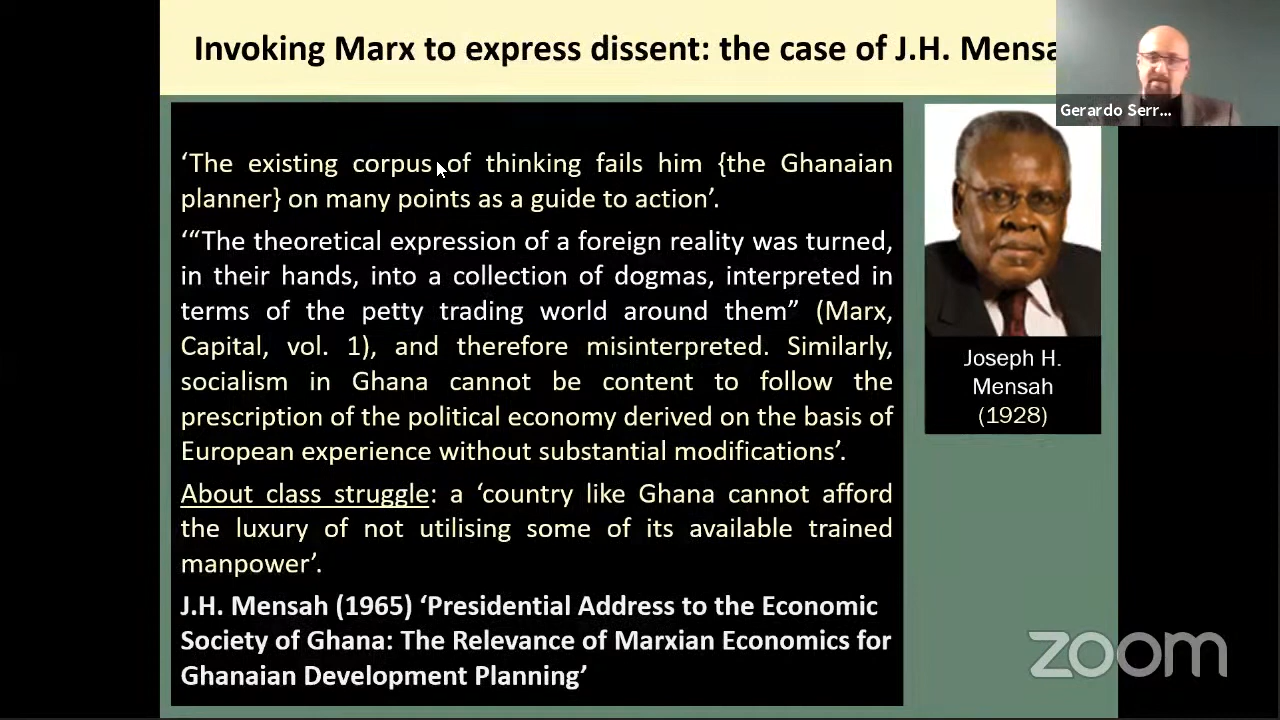 Invoking Marx to express dissent: the case of J.H. Mensa
Gerardo Serr...
‘The existing corpus of thinking fails him {the Ghanaian
planner} on many points as a guide to action’.
‘“The theoretical expression of a foreign reality was turned,
in their hands, into a collection of dogmas, interpreted in
terms of the petty trading world around them” (Marx,
Capital, vol. 1), and therefore misinterpreted. Similarly,
socialism in Ghana cannot be content to follow the
prescription of the political economy derived on the basis of
European experience without substantial modifications’.
About class struggle: a ‘country like Ghana cannot afford
the luxury of not utilising some of its available trained
manpower’.
J.H. Mensah (1965) ‘Presidential Address to the Economic
Society of Ghana: The Relevance of Marxian Economics for
Ghanaian Development Planning’
Joseph H.
Mensah
(1928)
zoom